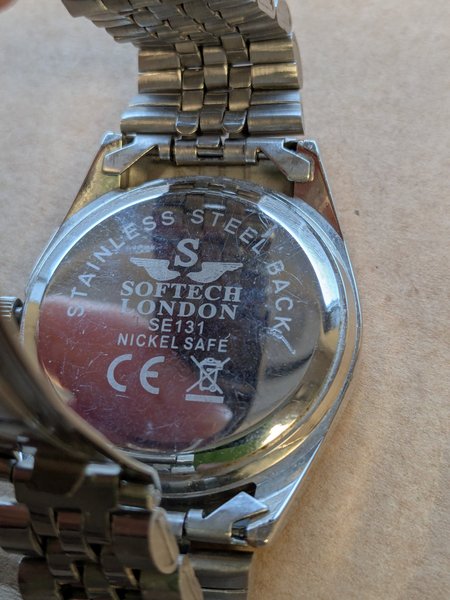 STAINLESS STEEL BACK
S
SOFTECH
LONDON
SE131
NICKEL SAFE
CE